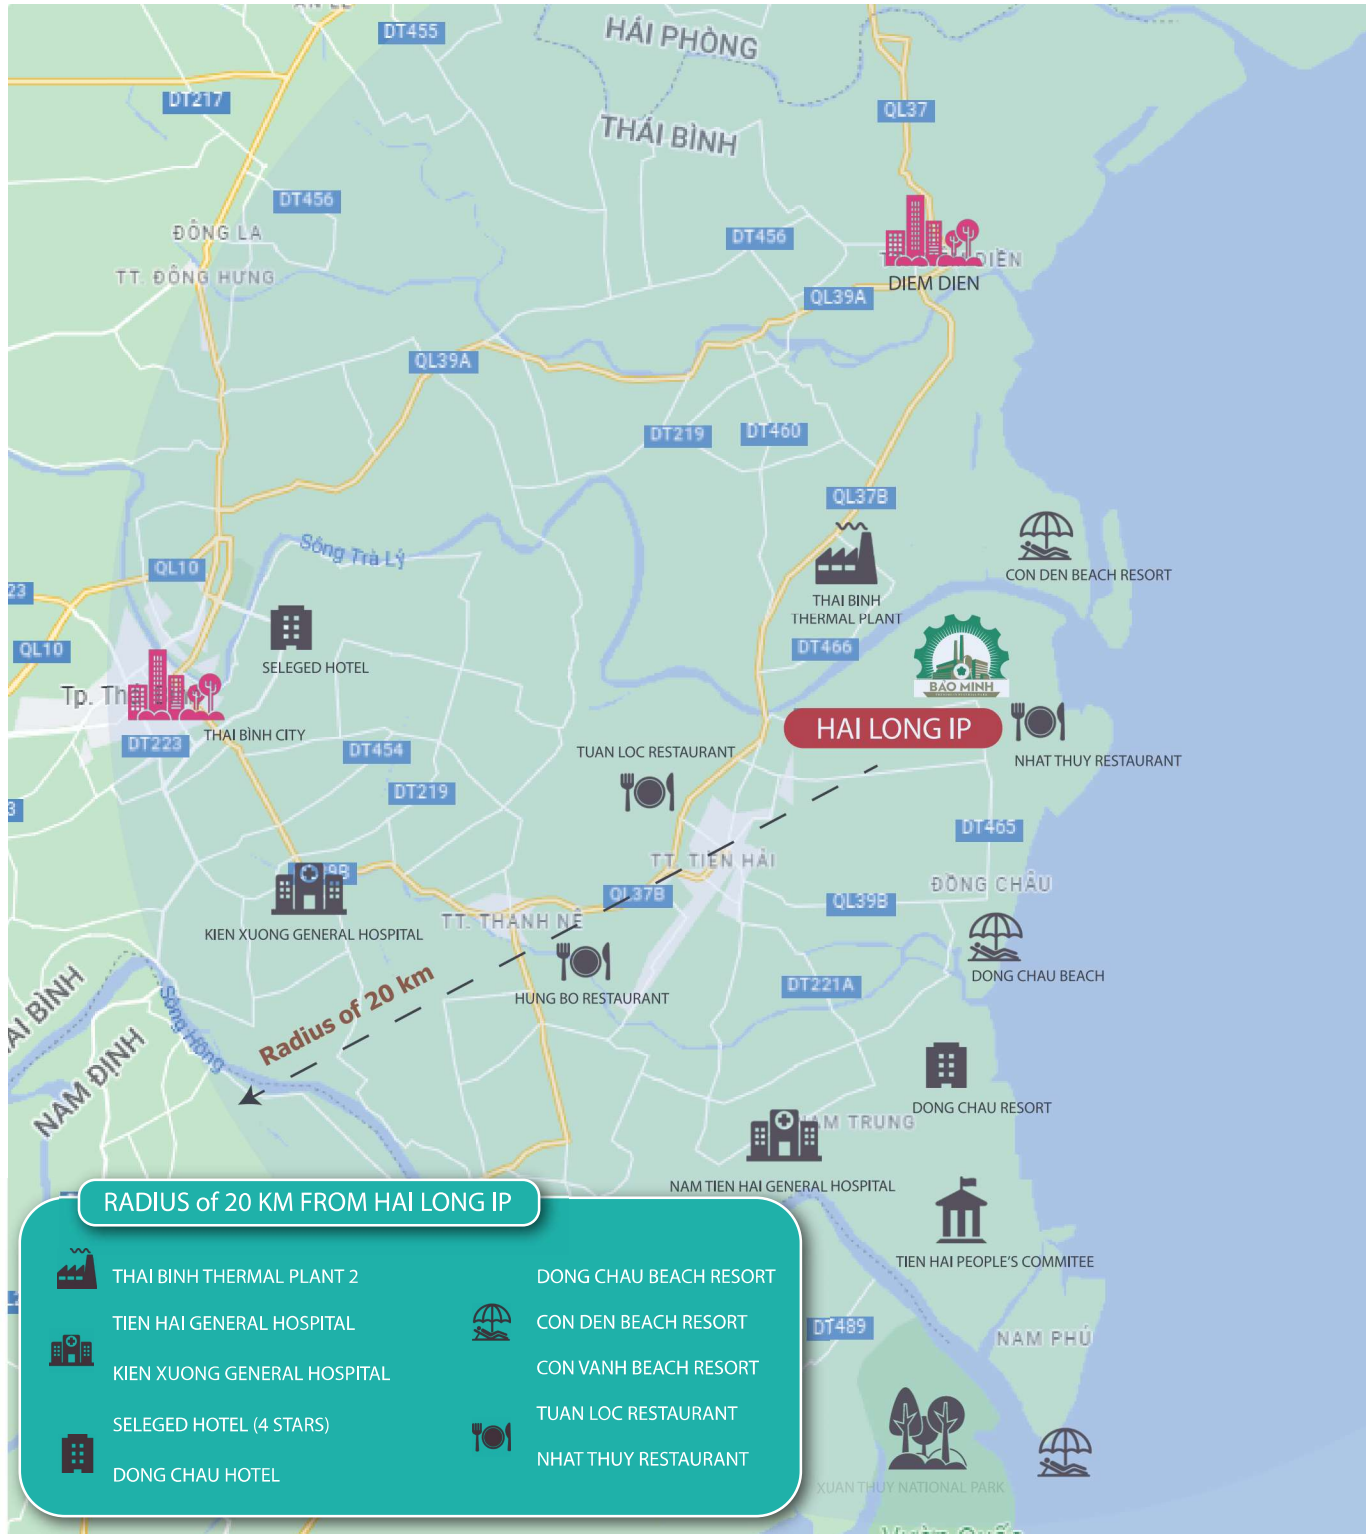 DT455
HẢI PHÒNG
DT217
QL37
THÁI BÌNH
DT456
ĐÔNG LA
DT456
TT. ĐÔNG HƯNG
DIEM DIEN
QL39A
QL39A
DT219
DT460
QL37B
Sông Trà Lý
QL10
CON DEN BEACH RESORT
23
THAI BINH
THERMAL PLANT
QL10
DT466
SELEGED HOTEL
BẢO MINH
Tp.
HAI LONG IP
THAI BÌNH CITY
DT223
DT454
TUAN LOC RESTAURANT
NHAT THUY RESTAURANT
DT219
3
DT465
TT. TIỀN HẢI
ĐỒNG CHÂU
QL37B
QL39B
TT. THANH NÊ
KIEN XUONG GENERAL HOSPITAL
DONG CHAU BEACH
HUNG BO RESTAURANT
DT221A
Radius of 20 km
Sông Hồng
NAM ĐỊNH
DONG CHAU RESORT
NAM TIEN HAI GENERAL HOSPITAL
RADIUS of 20 KM FROM HAI LONG IP
TIEN HAI PEOPLE'S COMMITEE
THAI BINH THERMAL PLANT 2
TIEN HAI GENERAL HOSPITAL
KIEN XUONG GENERAL HOSPITAL
SELEGED HOTEL (4 STARS)
DONG CHAU HOTEL
DONG CHAU BEACH RESORT
CON DEN BEACH RESORT
CON VANH BEACH RESORT
TUAN LOC RESTAURANT
NHAT THUY RESTAURANT
DT489
NAM PHÚ
XUAN THUY NATIONAL PARK